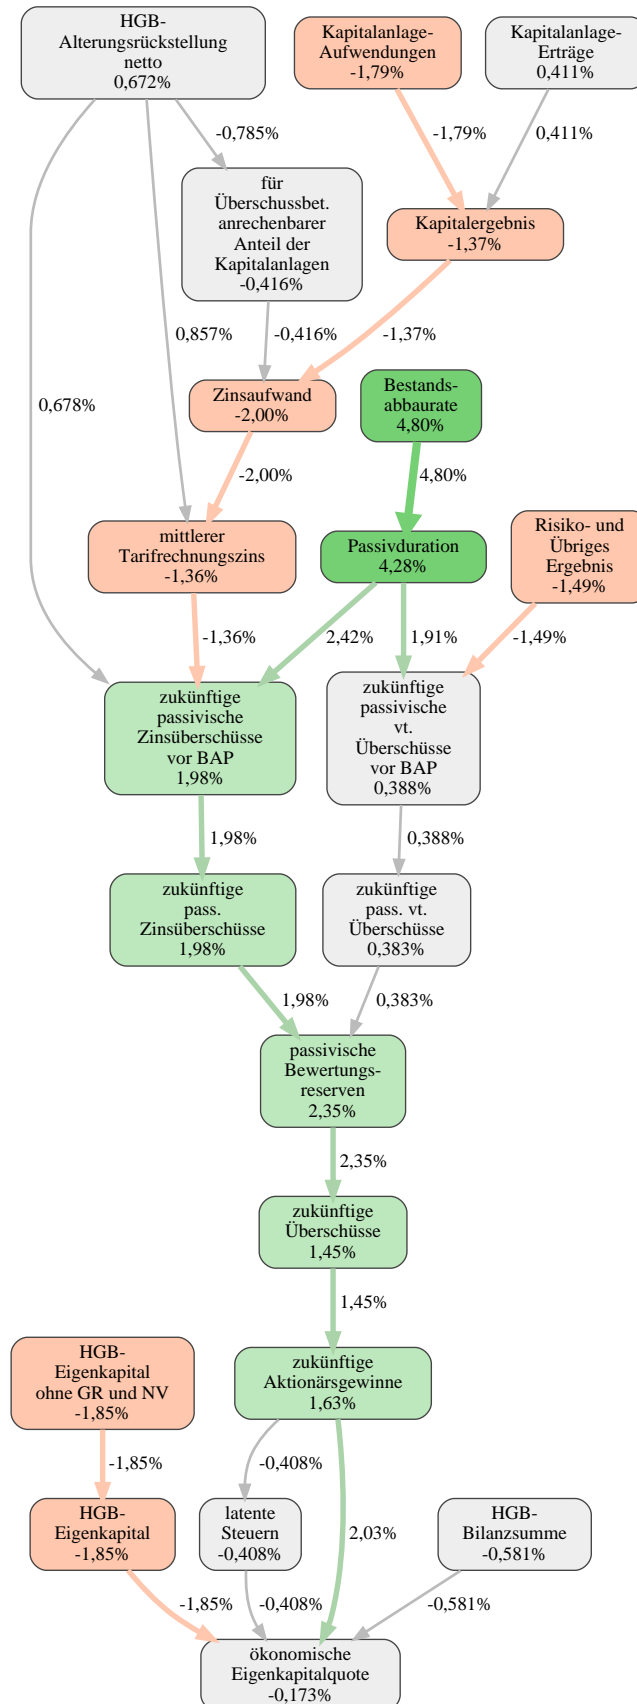 HGB-
Alterungsrückstellung
netto
0,672%
Kapitalanlage-
Aufwendungen
-1,79%
Kapitalanlage-
Erträge
0,411%
-0,785%
-1,79%
0,411%
für
Überschussbet.
anrechenbarer
Anteil der
Kapitalanlagen
-0,416%
Kapitalergebnis
-1,37%
0,857%
-0,416%
-1,37%
0,678%
Zinsaufwand
-2,00%
Bestands-
abbaurate
4,80%
-2,00%
4,80%
mittlerer
Tarifrechnungszins
-1,36%
Passivduration
4,28%
Risiko- und
Übriges
Ergebnis
-1,49%
-1,36%
2,42%
1,91%
-1,49%
zukünftige
passivische
Zinsüberschüsse
vor BAP
1,98%
zukünftige
passivische
vt.
Überschüsse
vor BAP
0,388%
1,98%
0,388%
zukünftige
pass.
Zinsüberschüsse
1,98%
zukünftige
pass. vt.
Überschüsse
0,383%
1,98%
0,383%
passivische
Bewertungs-
reserven
2,35%
2,35%
zukünftige
Überschüsse
1,45%
1,45%
HGB-
Eigenkapital
ohne GR und NV
-1,85%
zukünftige
Aktionärsgewinne
1,63%
-1,85%
-0,408%
2,03%
HGB-
Eigenkapital
-1,85%
latente
Steuern
-0,408%
HGB-
Bilanzsumme
-0,581%
-1,85%
-0,408%
-0,581%
ökonomische
Eigenkapitalquote
-0,173%